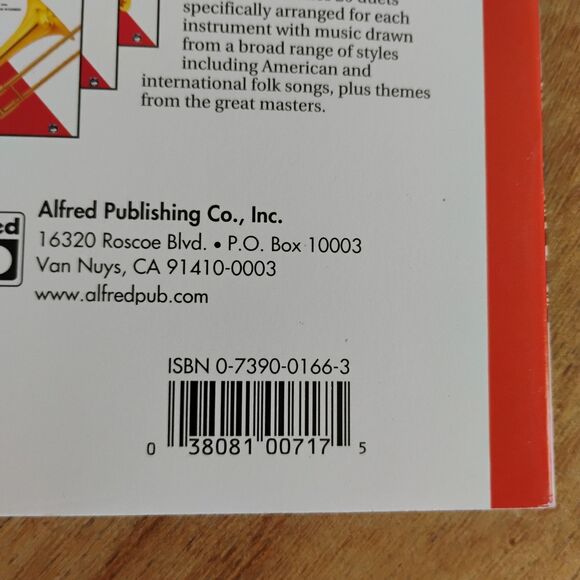 specifically arranged for each
instrument with music drawn
from a broad range of styles
including American and
international folk songs, plus themes
from the great masters.
Alfred Publishing Co., Inc.
16320 Roscoe Blvd. • P.O. Box 10003
Van Nuys, CA 91410-0003
www.alfredpub.com
ISBN 0-7390-0166-3
0 38081 00717 5